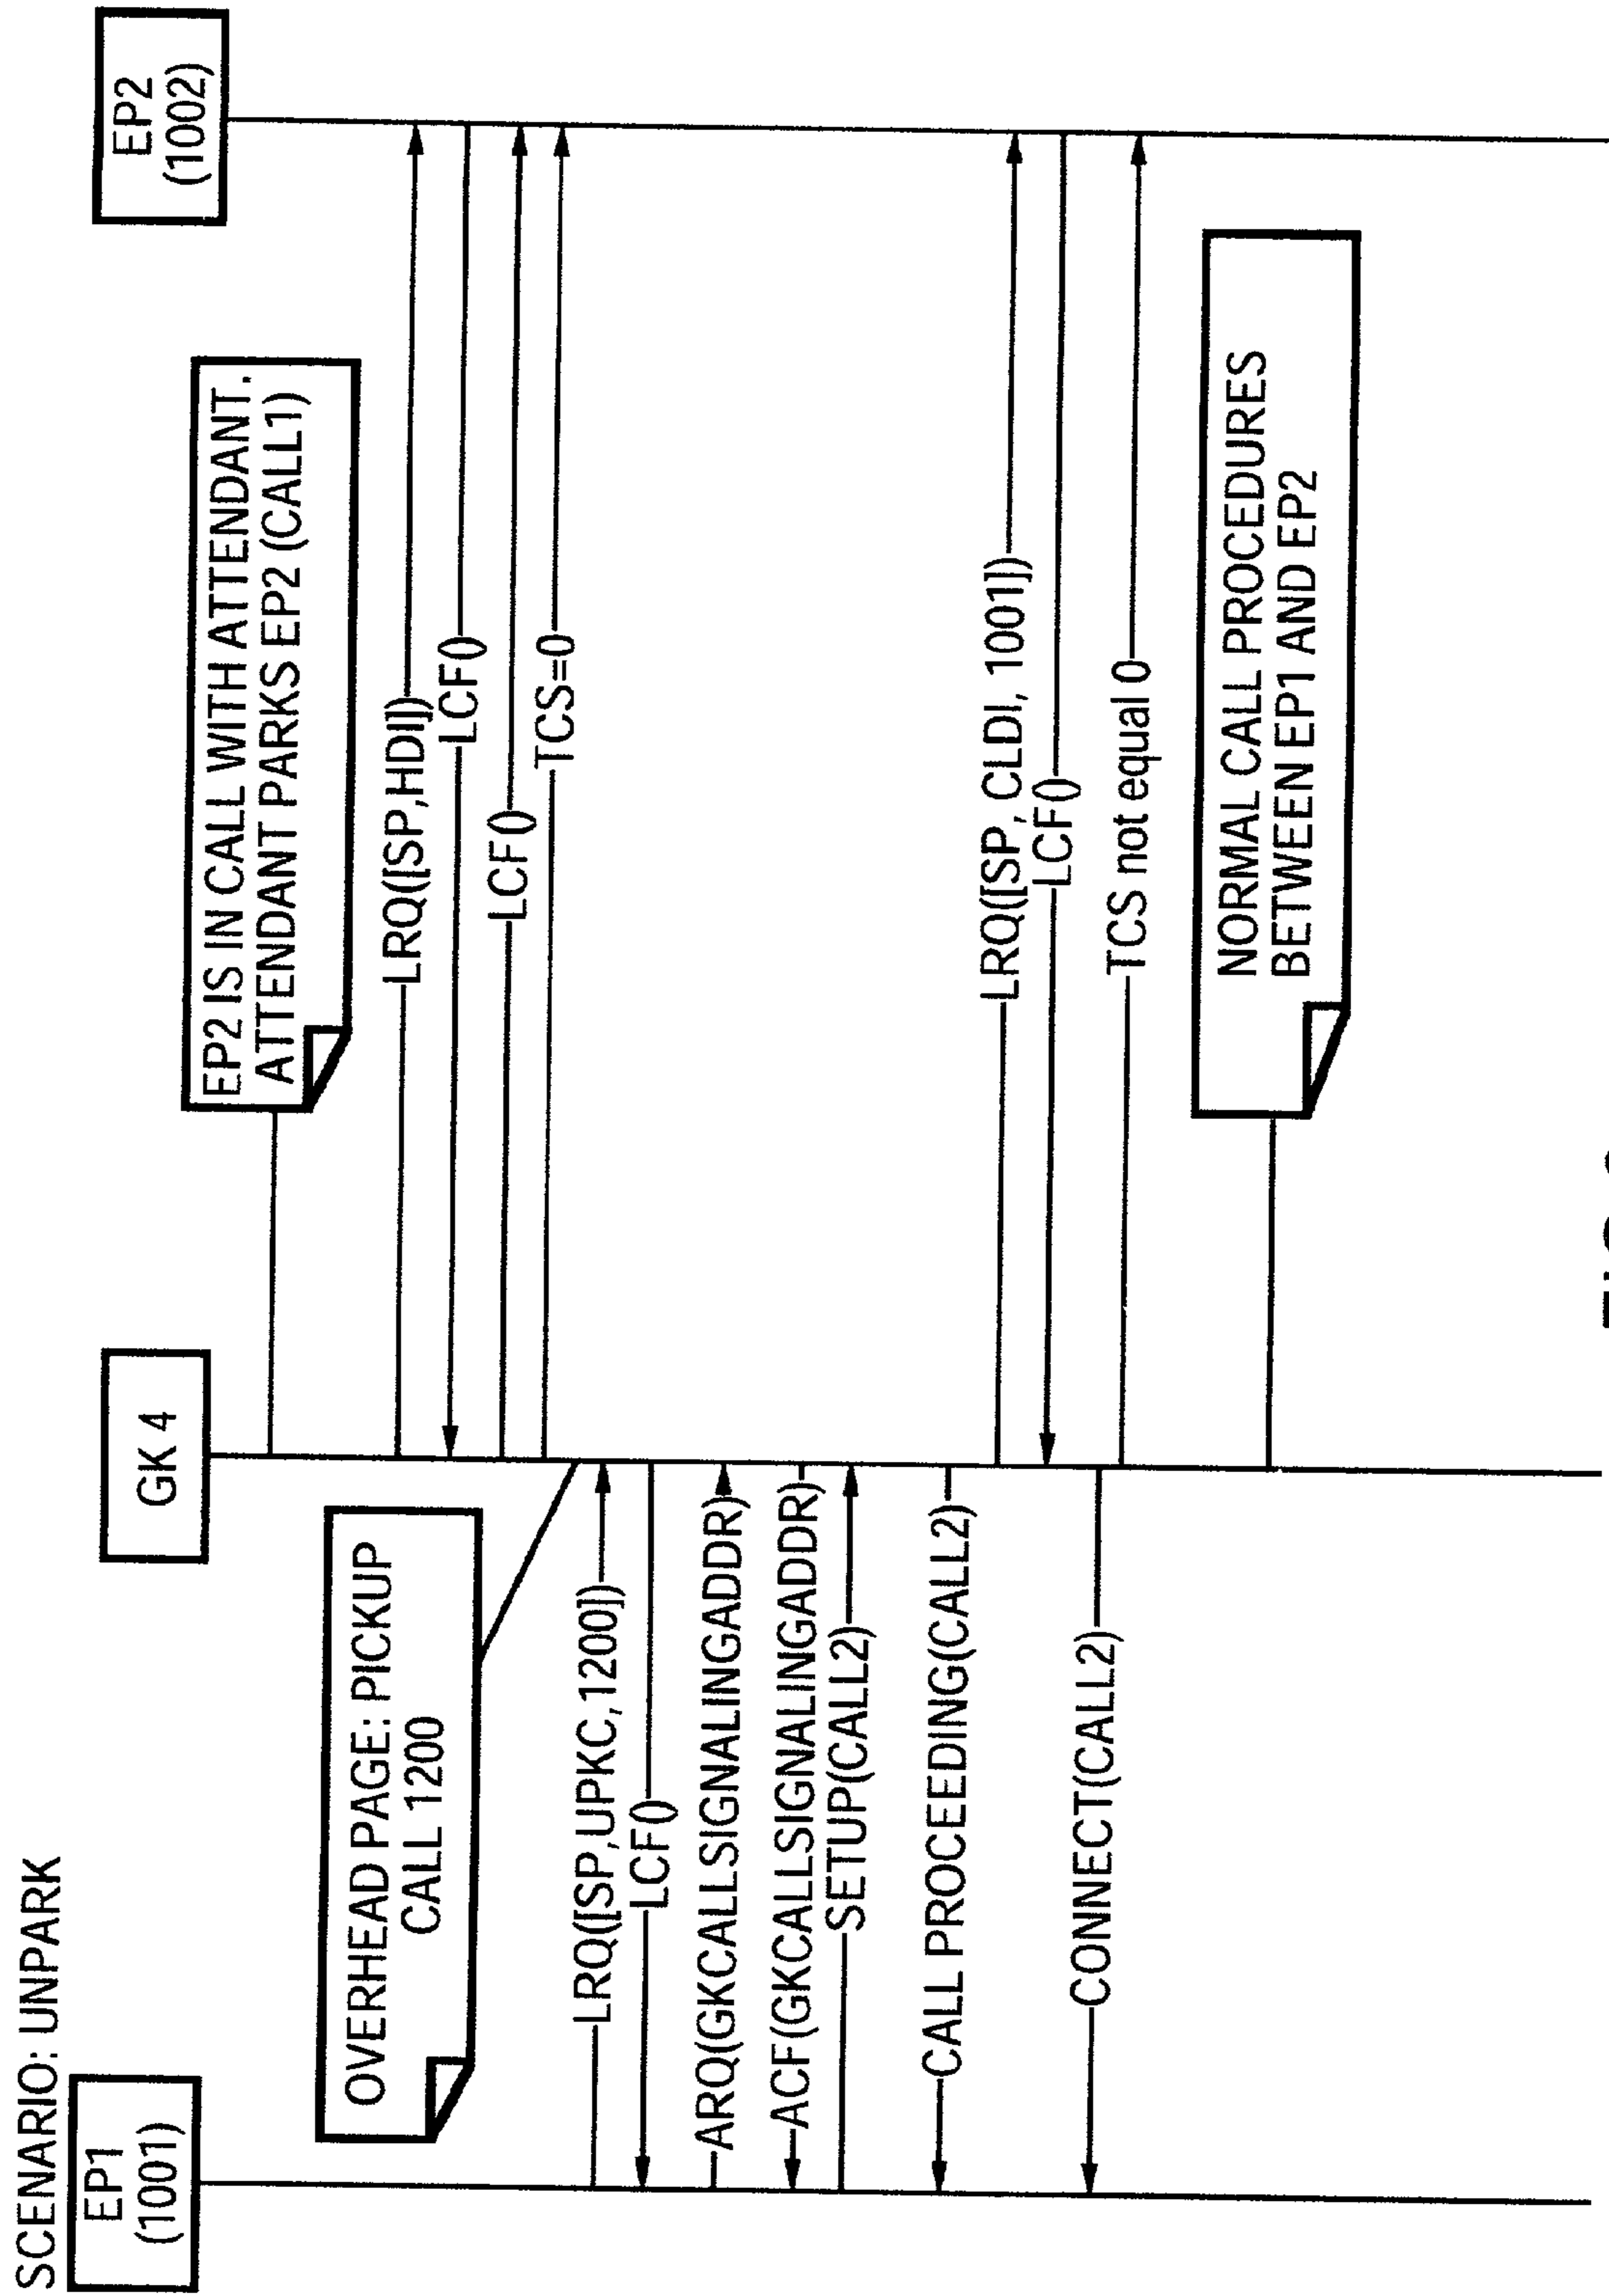 SCENARIO: UNPARK
EP1
(1001)
GK 4
EP2
(1002)
EP2 IS IN CALL WITH ATTENDANT.
ATTENDANT PARKS EP2 (CALL1)
LRQ([SP,HDI])
LCF()
LCF()
TCS=0
OVERHEAD PAGE: PICKUP
CALL 1200
LRQ([SP,UPKC,1200])
LCF()
ARQ(GKCALLSIGNALINGADDR)
ACF(GKCALLSIGNALINGADDR)
SETUP(CALL2)
CALL PROCEEDING(CALL2)
LRQ([SP, CLDI, 1001])
LCF()
CONNECT(CALL2)
TCS not equal 0
NORMAL CALL PROCEDURES
BETWEEN EP1 AND EP2